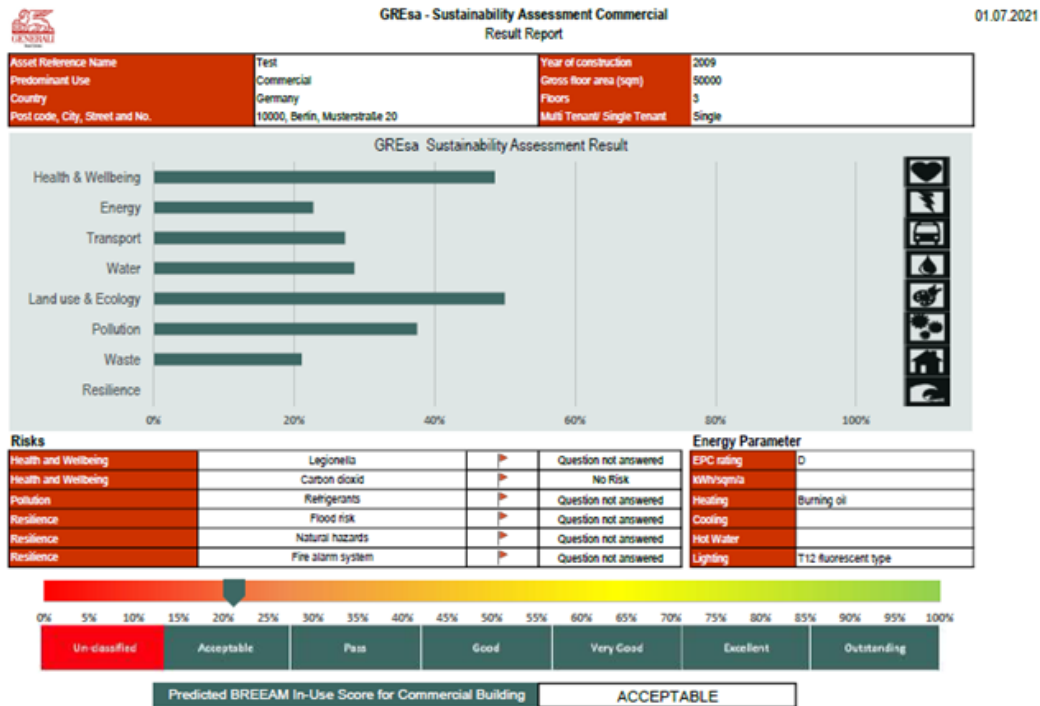 GREsa - Sustainability Assessment Commercial
01.07.2021
Result Report
GENERALI
Asset Reference Name Test Year of construction 2009
Predominant Use Commercial Gross floor area (sqm) 50000
Country Germany Floors 3
Post code, City, Street and No. 10000, Berlin, Musterstraße 20 Multi Tenant/ Single Tenant Single
GREsa Sustainability Assessment Result
Health & Wellbeing
Energy
Transport
Water
Land use & Ecology
Pollution
Waste
Resilience
0% 20% 40% 60% 80% 100%
Risks Energy Parameter
Health and Wellbeing Legionella Question not answered EPC rating D
Health and Wellbeing Carbon dioxid No Risk kWh/sqm/a
Pollution Refrigerants Question not answered Heating Burning oil
Resilience Flood risk Question not answered Cooling
Resilience Natural hazards Question not answered Hot Water
Resilience Fire alarm system Question not answered Lighting T12 fluorescent type
0% 5% 10% 15% 20% 25% 30% 35% 40% 45% 50% 55% 60% 65% 70% 75% 80% 85% 90% 95% 100%
Un-classified Acceptable Pass Good Very Good Excellent Outstanding
Predicted BREEAM In-Use Score for Commercial Building ACCEPTABLE